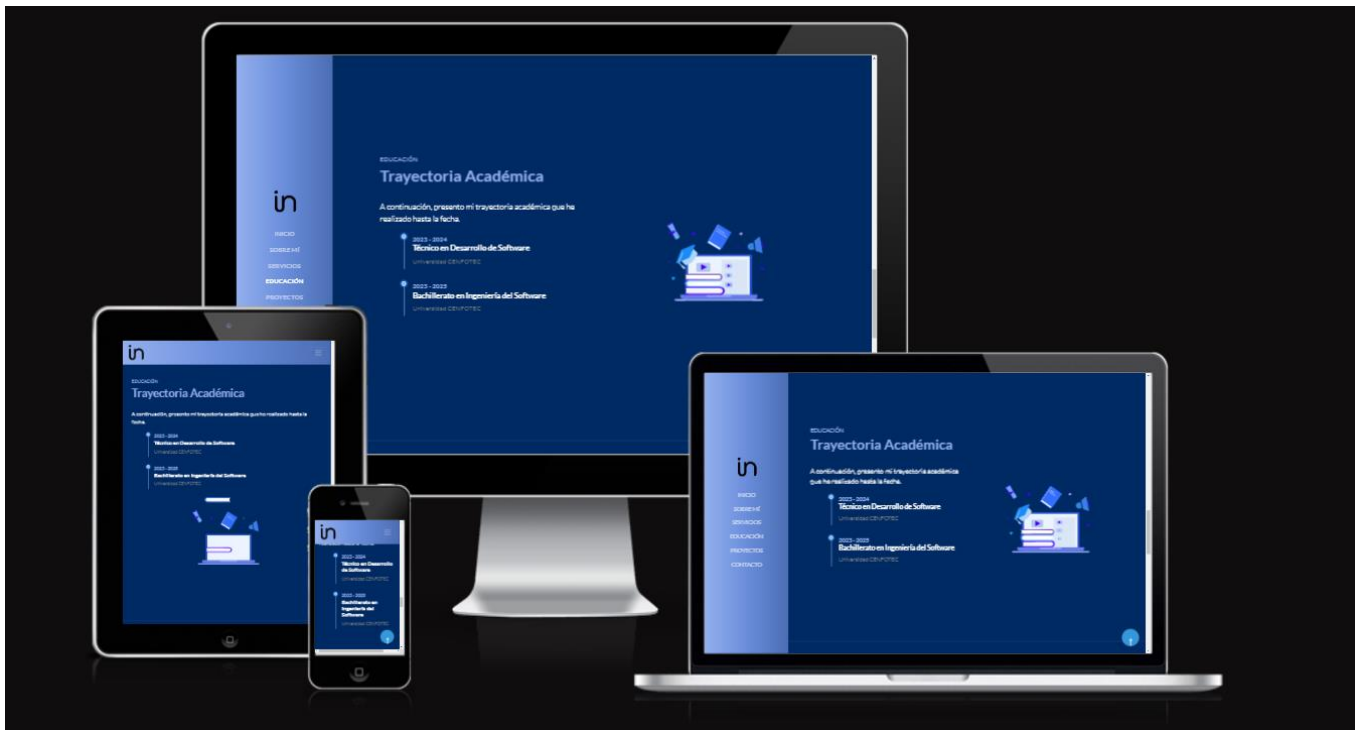 EDUCACIÓN
Trayectoria Académica
A continuación, presento mi trayectoria académica que he
realizado hasta la fecha.
in
INICIO
SOBRE MÍ
SERVICIOS
EDUCACIÓN
PROYECTOS
2023 - 2024
Técnico en Desarrollo de Software
Universidad CENFOTEC
2023 - 2025
Bachillerato en Ingeniería del Software
Universidad CENFOTEC
in
EDUCACIÓN
Trayectoria Académica
A continuación, presento mi trayectoria académica que he realizado hasta la
fecha.
2023 - 2024
Técnico en Desarrollo de Software
Universidad CENFOTEC
2023 - 2025
Bachillerato en Ingeniería del Software
Universidad CENFOTEC
in
2023 - 2024
Técnico en Desarrollo
de Software
Universidad CENFOTEC
2023 - 2025
Bachillerato en
Ingeniería del
Software
Universidad CENFOTEC
in
INICIO
SOBRE MÍ
SERVICIOS
EDUCACIÓN
PROYECTOS
CONTACTO
EDUCACIÓN
Trayectoria Académica
A continuación, presento mi trayectoria académica
que he realizado hasta la fecha.
2023 - 2024
Técnico en Desarrollo de Software
Universidad CENFOTEC
2023 - 2025
Bachillerato en Ingeniería del Software
Universidad CENFOTEC